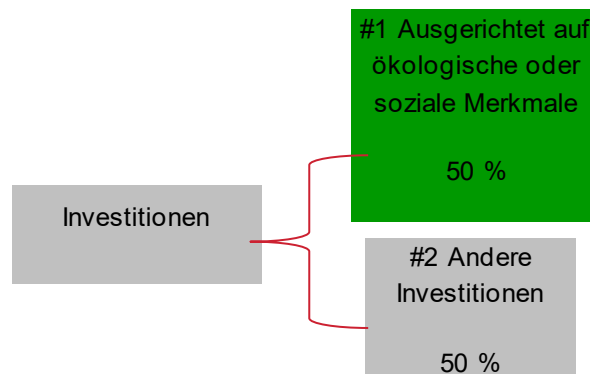 #1 Ausgerichtet auf
ökologische oder
soziale Merkmale
50 %
Investitionen
#2 Andere
Investitionen
50 %